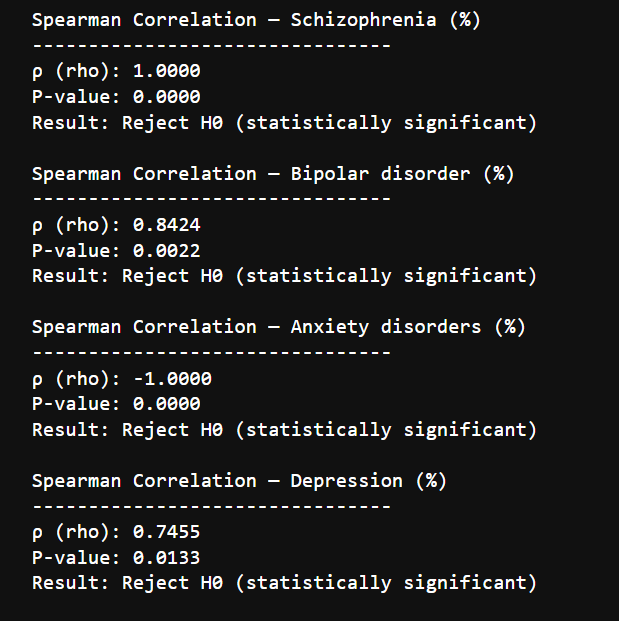 Spearman Correlation — Schizophrenia (%)
--------------------------------
ρ (rho): 1.0000
P-value: 0.0000
Result: Reject H0 (statistically significant)

Spearman Correlation — Bipolar disorder (%)
--------------------------------
ρ (rho): 0.8424
P-value: 0.0022
Result: Reject H0 (statistically significant)

Spearman Correlation — Anxiety disorders (%)
--------------------------------
ρ (rho): -1.0000
P-value: 0.0000
Result: Reject H0 (statistically significant)

Spearman Correlation — Depression (%)
--------------------------------
ρ (rho): 0.7455
P-value: 0.0133
Result: Reject H0 (statistically significant)